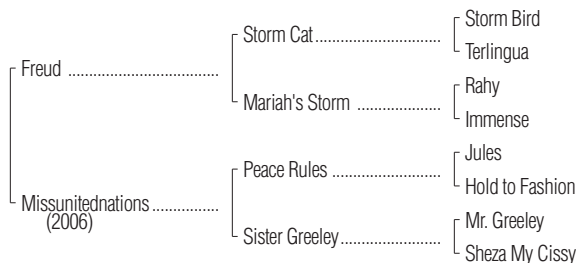 Storm Bird
Storm Cat
Terlingua
Freud
Rahy
Mariah's Storm
Immense
Jules
Peace Rules
Hold to Fashion
Missunitednations
(2006)
Mr. Greeley
Sister Greeley
Sheza My Cissy